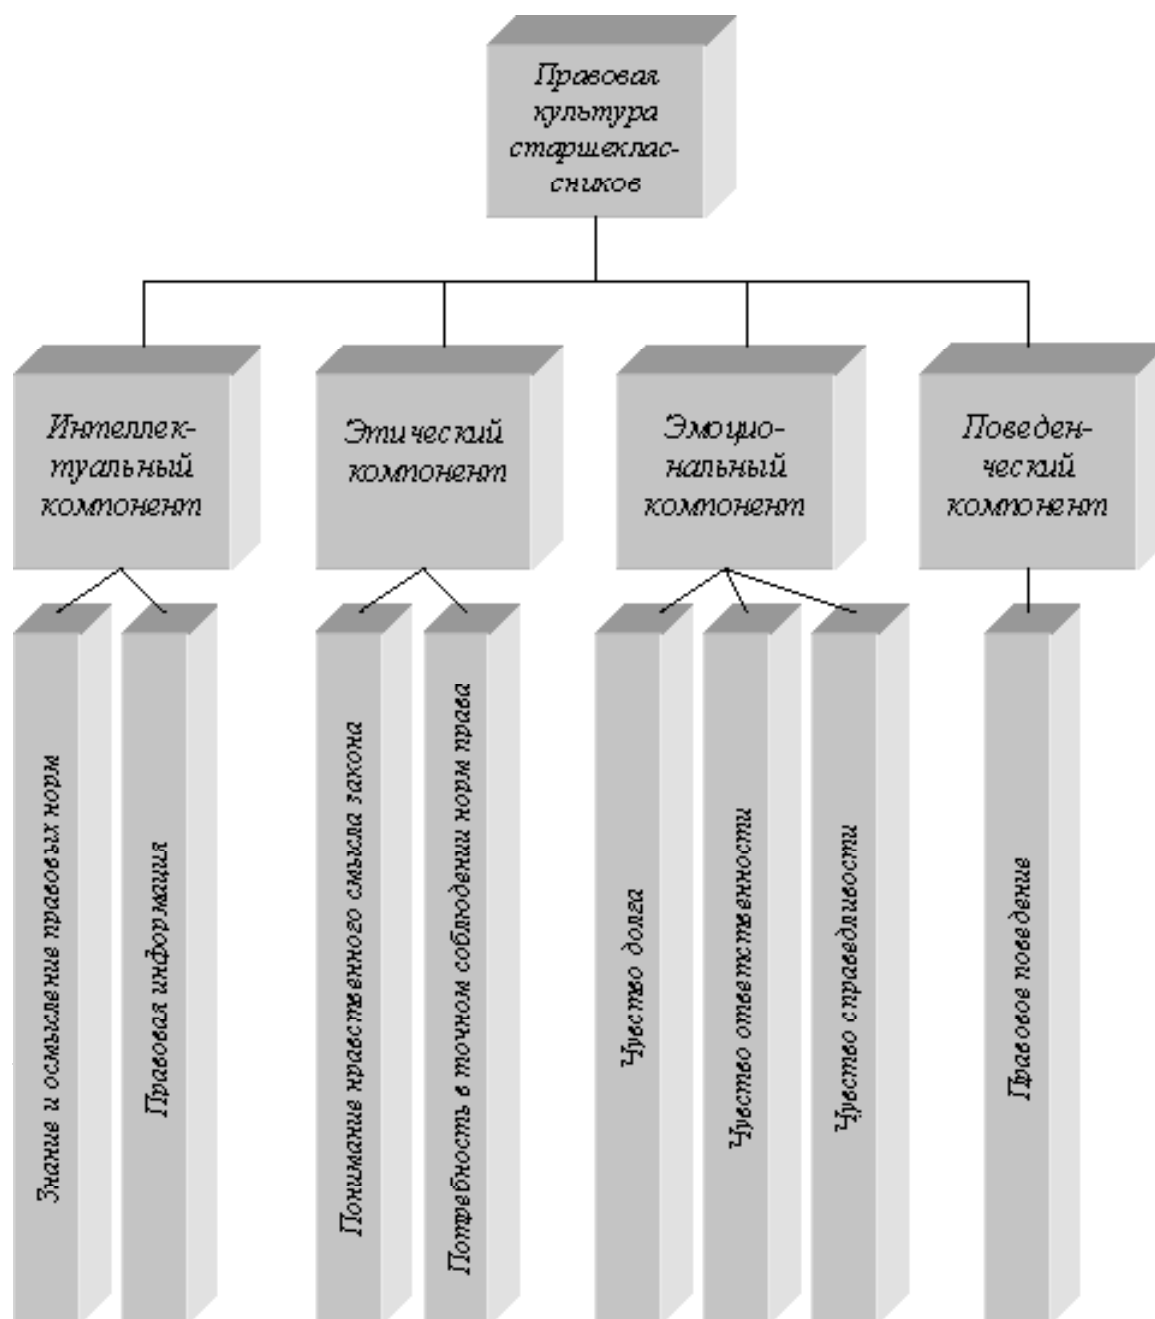 Правовая
культура
старшеклас-
сников
Интеллек-
туальный
компонент
Этический
компонент
Эмоцио-
нальный
компонент
Поведен-
ческий
компонент
Знание и осмысление правовых норм
Правовая информация
Понимание нравственного смысла закона
Потребность в точном соблюдении норм права
Чувство долга
Чувство ответственности
Чувство справедливости
Правовое поведение